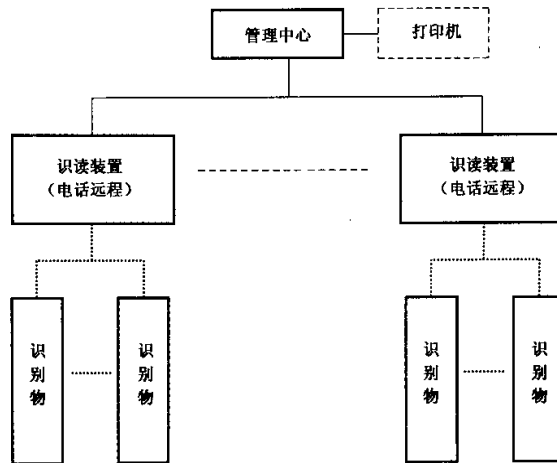 管理中心
打印机
识读装置
（电话远程）
识读装置
（电话远程）
识别物
识别物
识别物
识别物